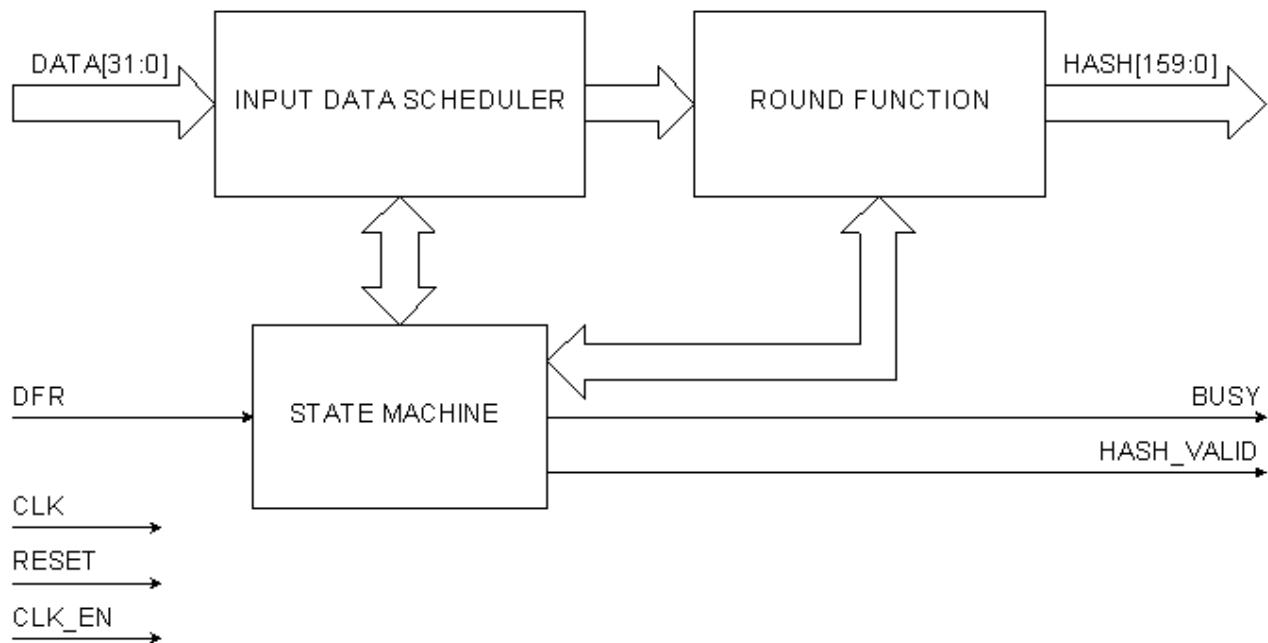 DATA[31:0]
INPUT DATA SCHEDULER
ROUND FUNCTION
HASH[159:0]
DFR
STATE MACHINE
BUSY
HASH_VALID
CLK
RESET
CLK_EN